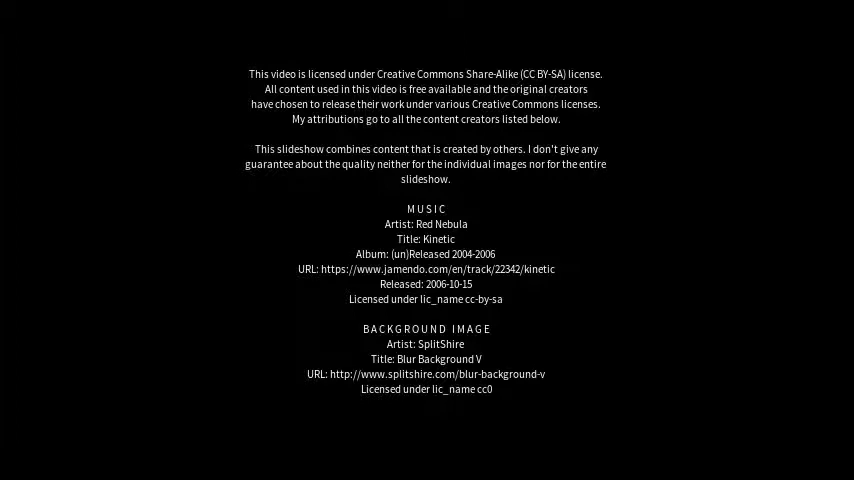 This video is licensed under Creative Commons Share-Alike (CC BY-SA) license.
All content used in this video is free available and the original creators
have chosen to release their work under various Creative Commons licenses.
My attributions go to all the content creators listed below.
This slideshow combines content that is created by others. I don't give any
guarantee about the quality neither for the individual images nor for the entire
slideshow.
MUSIC
Artist: Red Nebula
Title: Kinetic
Album: (un)Released 2004-2006
URL: https://www.jamendo.com/en/track/22342/kinetic
Released: 2006-10-15
Licensed under lic_name cc-by-sa
BACKGROUND IMAGE
Artist: SplitShire
Title: Blur Background V
URL: http://www.splitshire.com/blur-background-v
Licensed under lic_name cc0